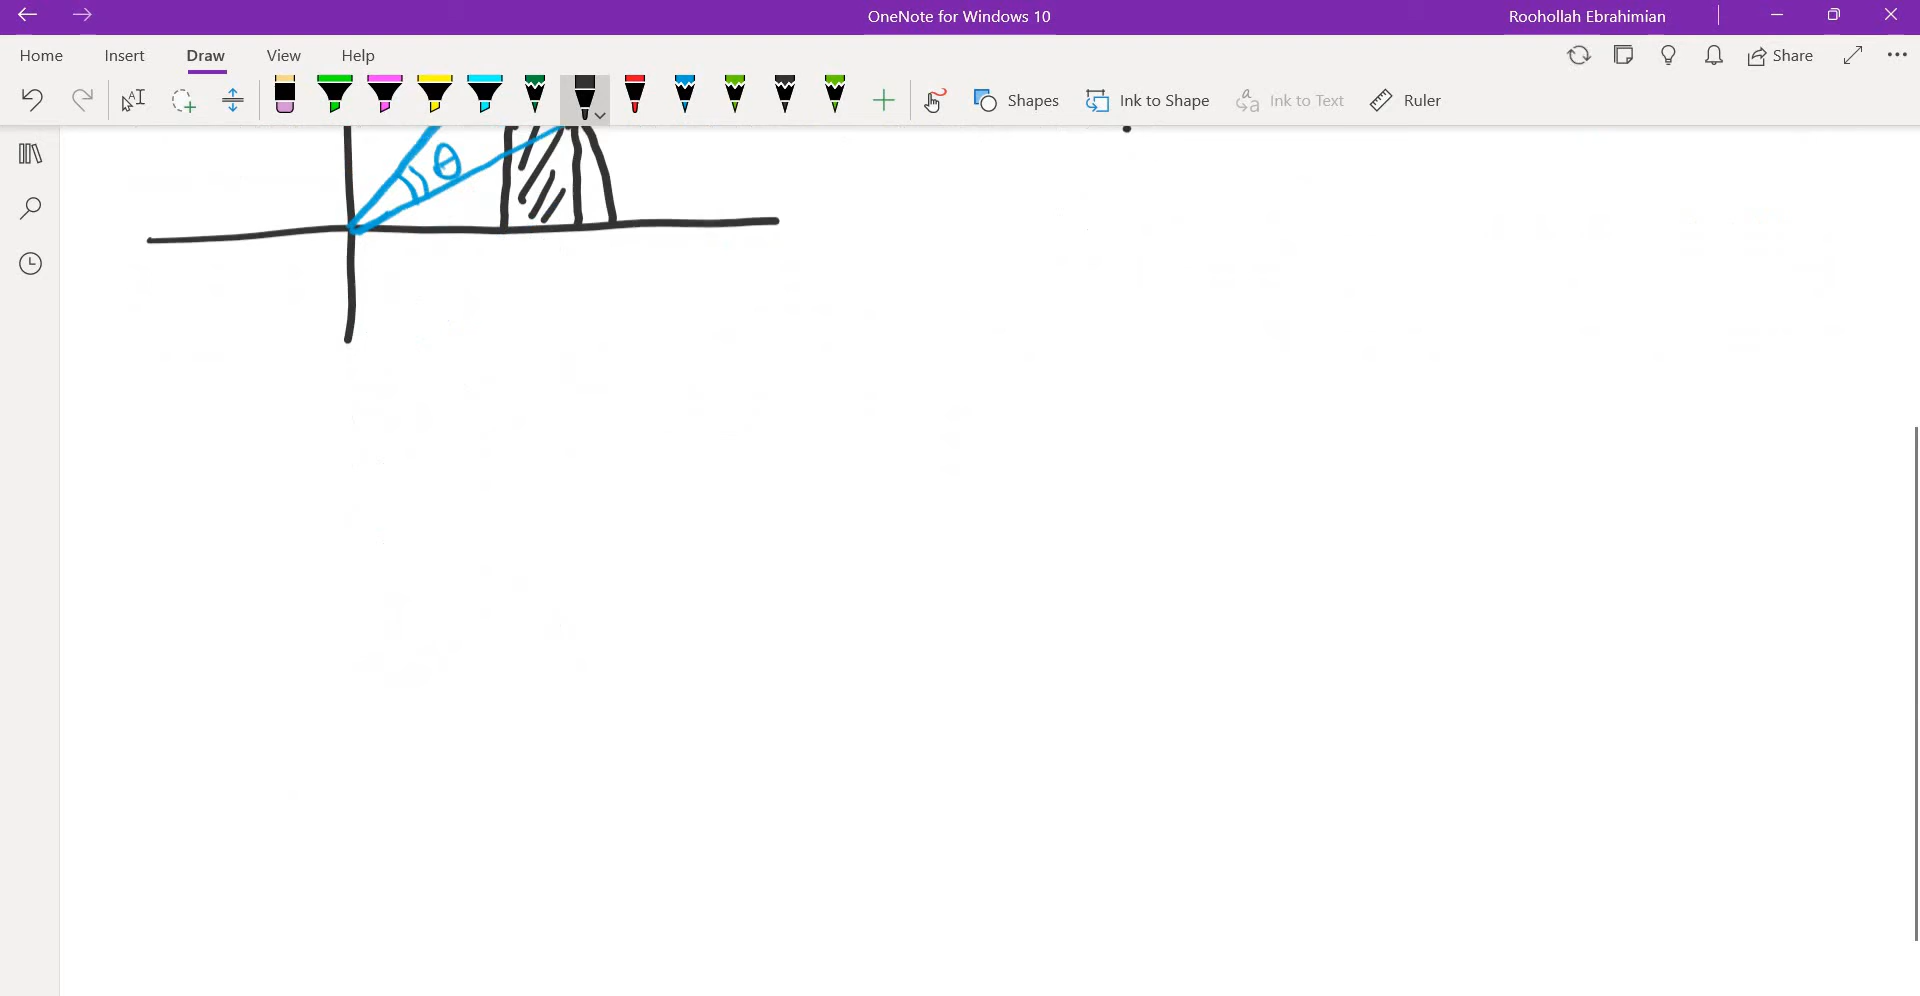 OneNote for Windows 10
Roohollah Ebrahimian
Home Insert Draw View Help
Share
Shapes Ink to Shape Ink to Text Ruler
θ